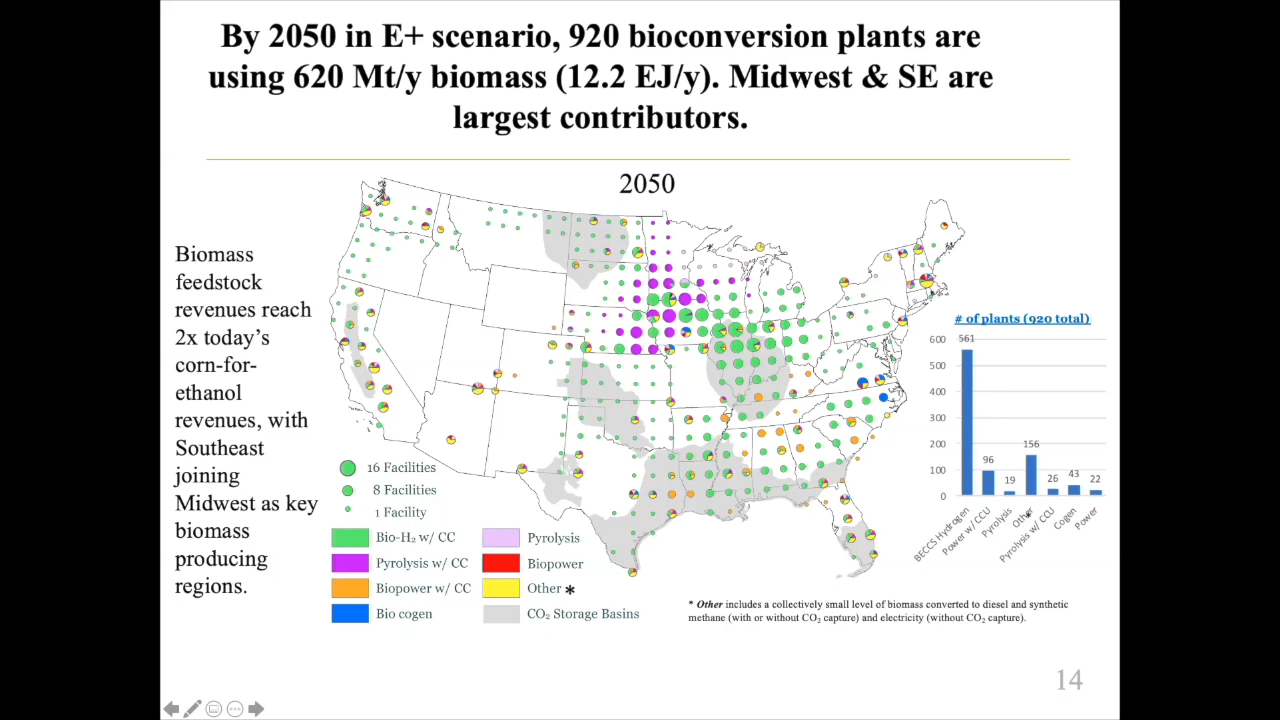 By 2050 in E+ scenario, 920 bioconversion plants are
using 620 Mt/y biomass (12.2 EJ/y). Midwest & SE are
largest contributors.
2050
Biomass
feedstock
revenues reach
2x today’s
corn-for-
ethanol
revenues, with
Southeast
joining
Midwest as key
biomass
producing
regions.
16 Facilities
8 Facilities
1 Facility
Bio-H₂ w/ CC
Pyrolysis w/ CC
Biopower w/ CC
Bio cogen
Pyrolysis
Biopower
Other *
CO₂ Storage Basins
# of plants (920 total)
600
500
400
300
200
100
0
561
96
19
156
26
43
22
BECCS Hydrogen
Power w/ CCU
Pyrolysis
Other
Pyrolysis w/ CCU
Cogen
Power
* Other includes a collectively small level of biomass converted to diesel and synthetic
methane (with or without CO₂ capture) and electricity (without CO₂ capture).
14